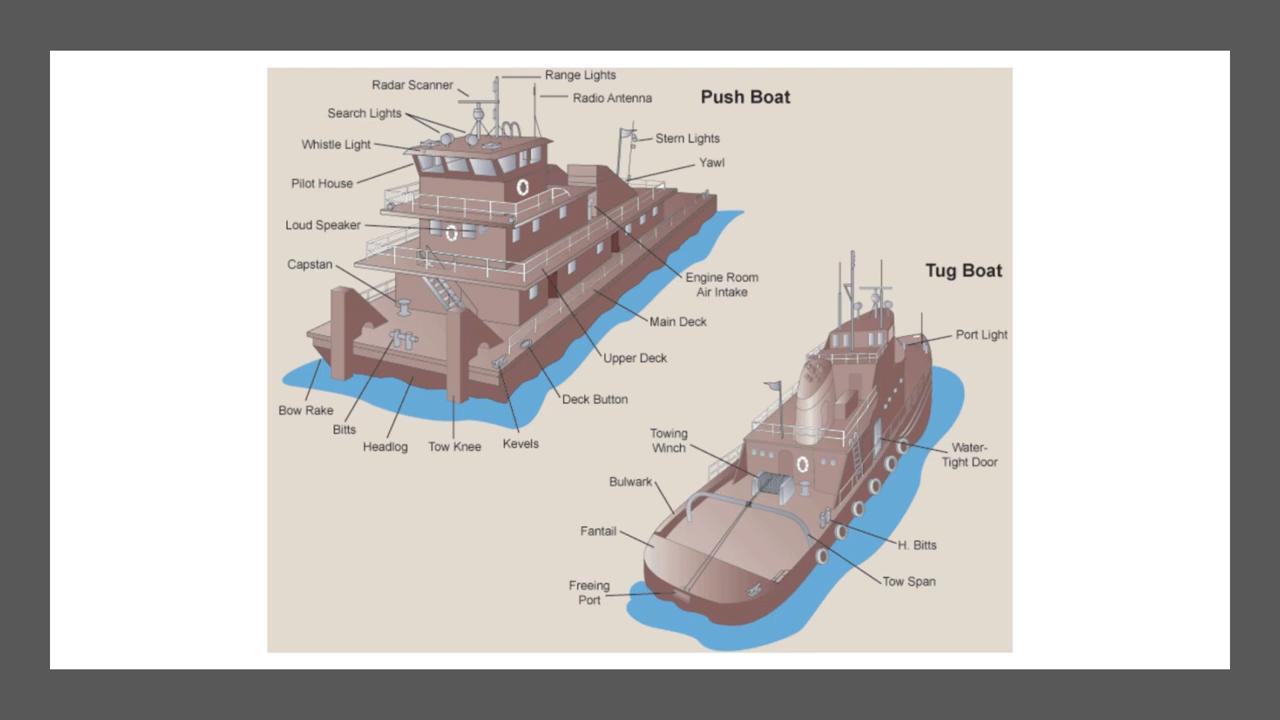 Range Lights
Radar Scanner
Radio Antenna
Push Boat
Search Lights
Stern Lights
Whistle Light
Yawl
Pilot House
Loud Speaker
Capstan
Engine Room
Air Intake
Main Deck
Upper Deck
Deck Button
Bow Rake
Bitts
Headlog
Tow Knee
Kevels
Tug Boat
Port Light
Towing
Winch
Water-
Tight Door
Bulwark
Fantail
H. Bitts
Tow Span
Freeing
Port